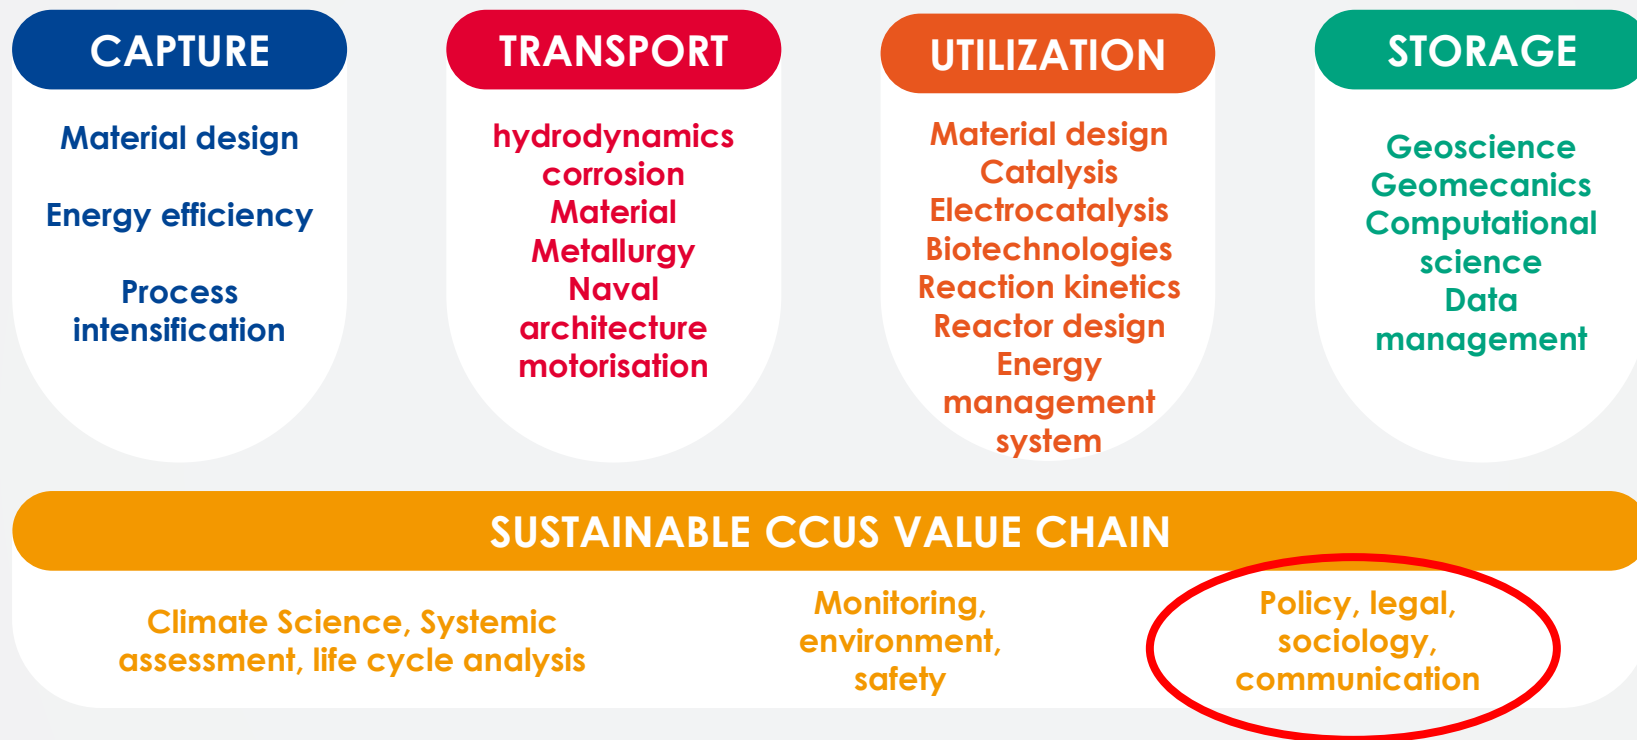 CAPTURE
Material design
Energy efficiency
Process
intensification
TRANSPORT
hydrodynamics
corrosion
Material
Metallurgy
Naval
architecture
motorisation
UTILIZATION
Material design
Catalysis
Electrocatalysis
Biotechnologies
Reaction kinetics
Reactor design
Energy
management
system
STORAGE
Geoscience
Geomecanics
Computational
science
Data
management
SUSTAINABLE CCUS VALUE CHAIN
Climate Science, Systemic
assessment, life cycle analysis
Monitoring,
environment,
safety
Policy, legal,
sociology,
communication